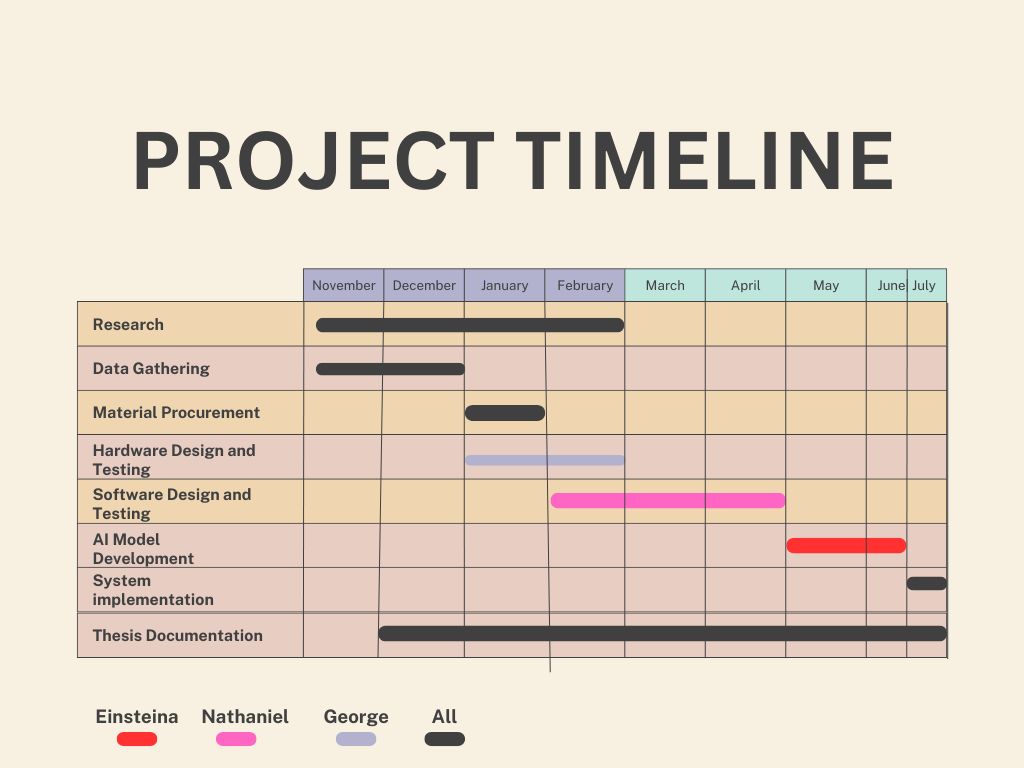 PROJECT TIMELINE
November December January February March April May June July
Research
Data Gathering
Material Procurement
Hardware Design and
Testing
Software Design and
Testing
AI Model
Development
System
implementation
Thesis Documentation
Einsteina Nathaniel George All